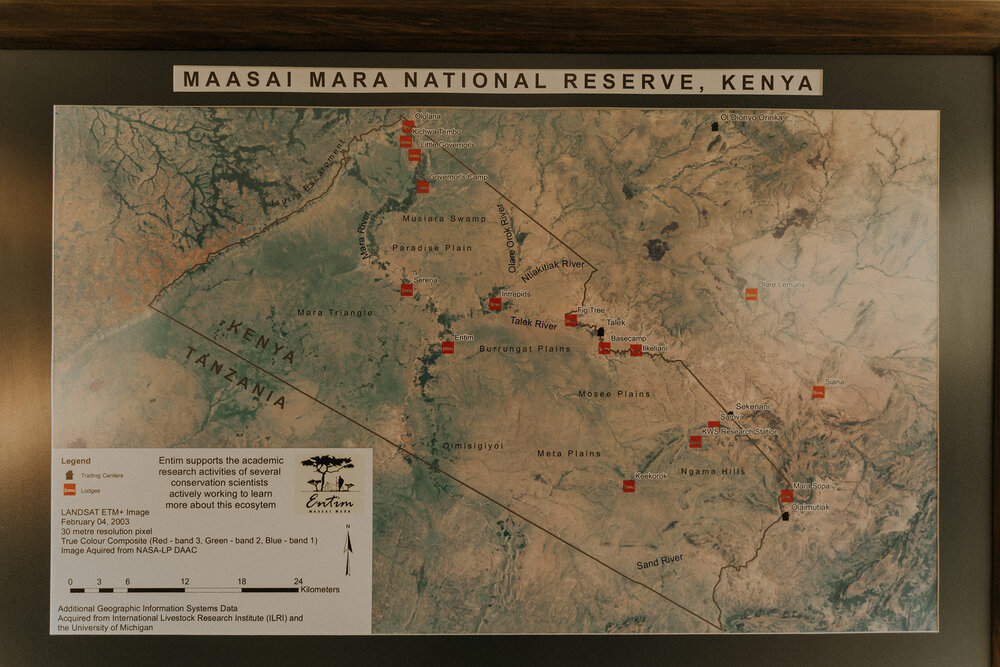 MAASAI MARA NATIONAL RESERVE, KENYA
Ololana
Ol Dionyo Orinka
Kichwa Tembo
Little Governor's
Isuria Escarpment
Governor's Camp
Musiara Swamp
Mara River
Olare Orok River
Paradise Plain
Ntiakitiak River
Serena
Olare Lemuny
Intrepids
Mara Triangle
Fig Tree
Talek River
Talek
KENYA
Entim
Basecamp
Burrungat Plains
Ilkeliani
TANZANIA
Siana
Mosee Plains
Sekenani
Sarova
KWS Research Station
Olmisigiyoi
Meta Plains
Ngama Hills
Keekorok
Mara Sopa
Olaimutiak
Sand River
Legend
Trading Centers
Lodges
Entim supports the academic
research activities of several
conservation scientists
actively working to learn
more about this ecosytem
Entim
MAASAI MARA
LANDSAT ETM+ Image
February 04, 2003
30 metre resolution pixel
True Colour Composite (Red - band 3, Green - band 2, Blue - band 1)
Image Aquired from NASA-LP DAAC
N
0 3 6 12 18 24
Kilometers
Additional Geographic Information Systems Data
Acquired from International Livestock Research Institute (ILRI) and
the University of Michigan